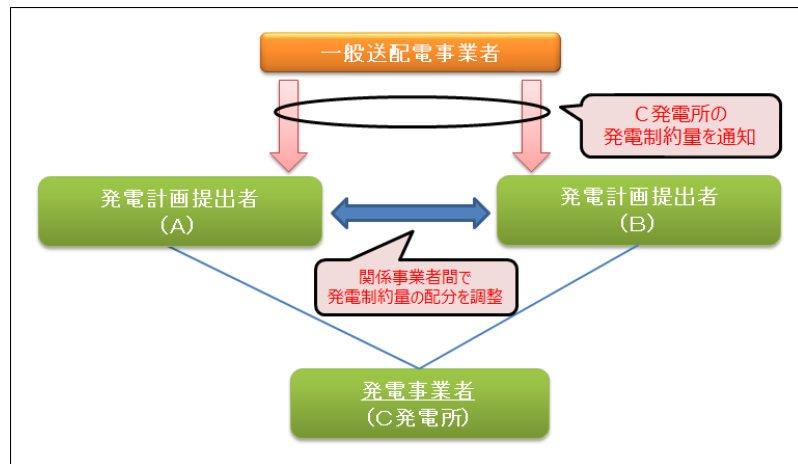 一般送配電事業者
C発電所の
発電制約量を通知
発電計画提出者
(A)
発電計画提出者
(B)
関係事業者間で
発電制約量の配分を調整
発電事業者
(C発電所)